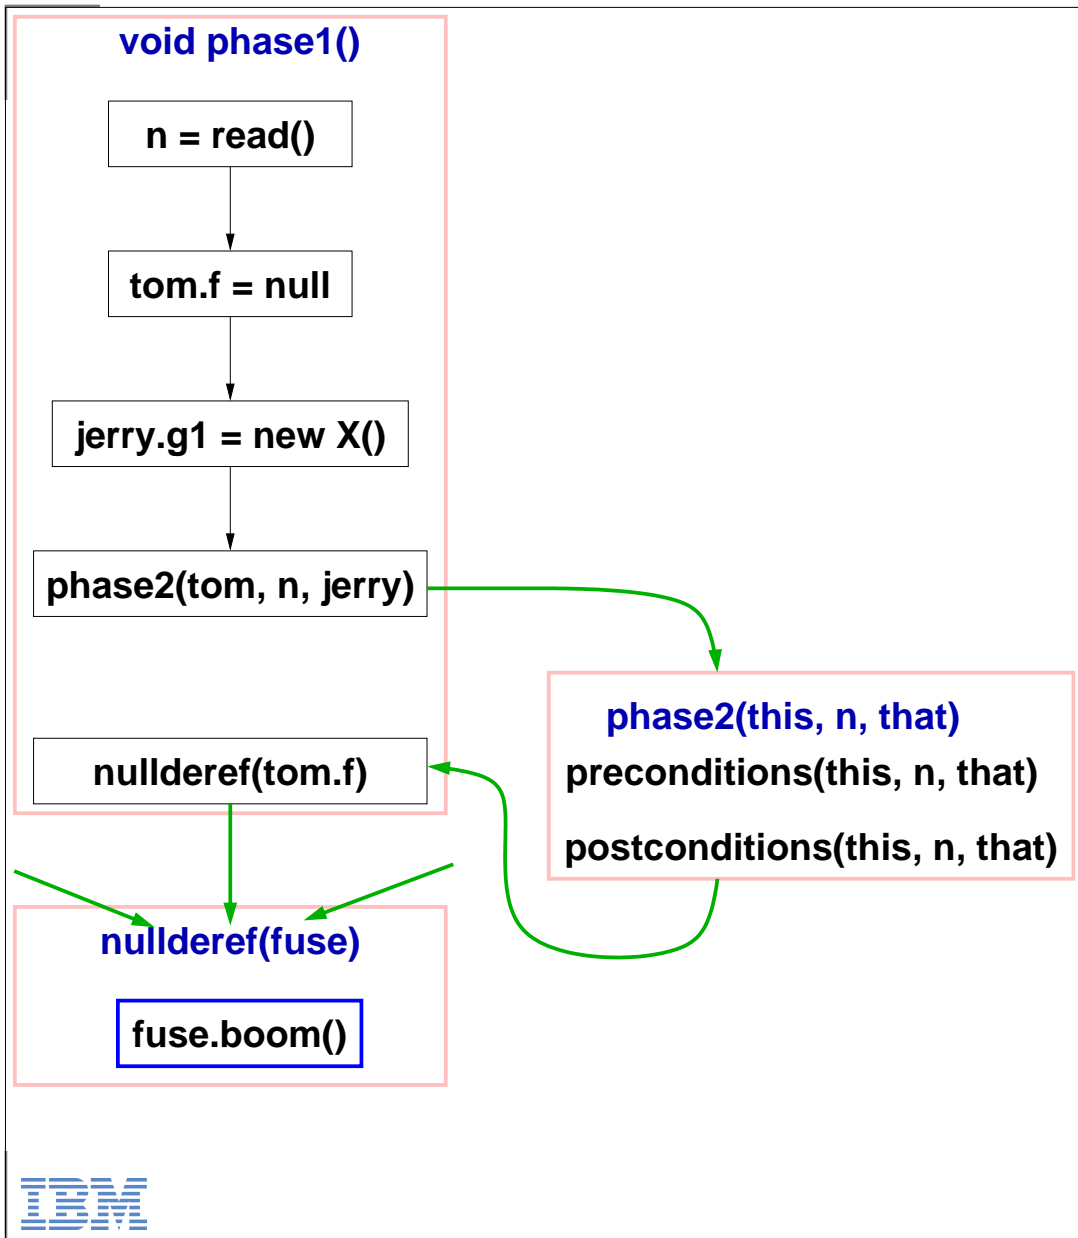 void phase1()
n = read()
tom.f = null
jerry.g1 = new X()
phase2(tom, n, jerry)
phase2(this, n, that)
preconditions(this, n, that)
nullderef(tom.f)
postconditions(this, n, that)
nullderef(fuse)
fuse.boom()
IBM